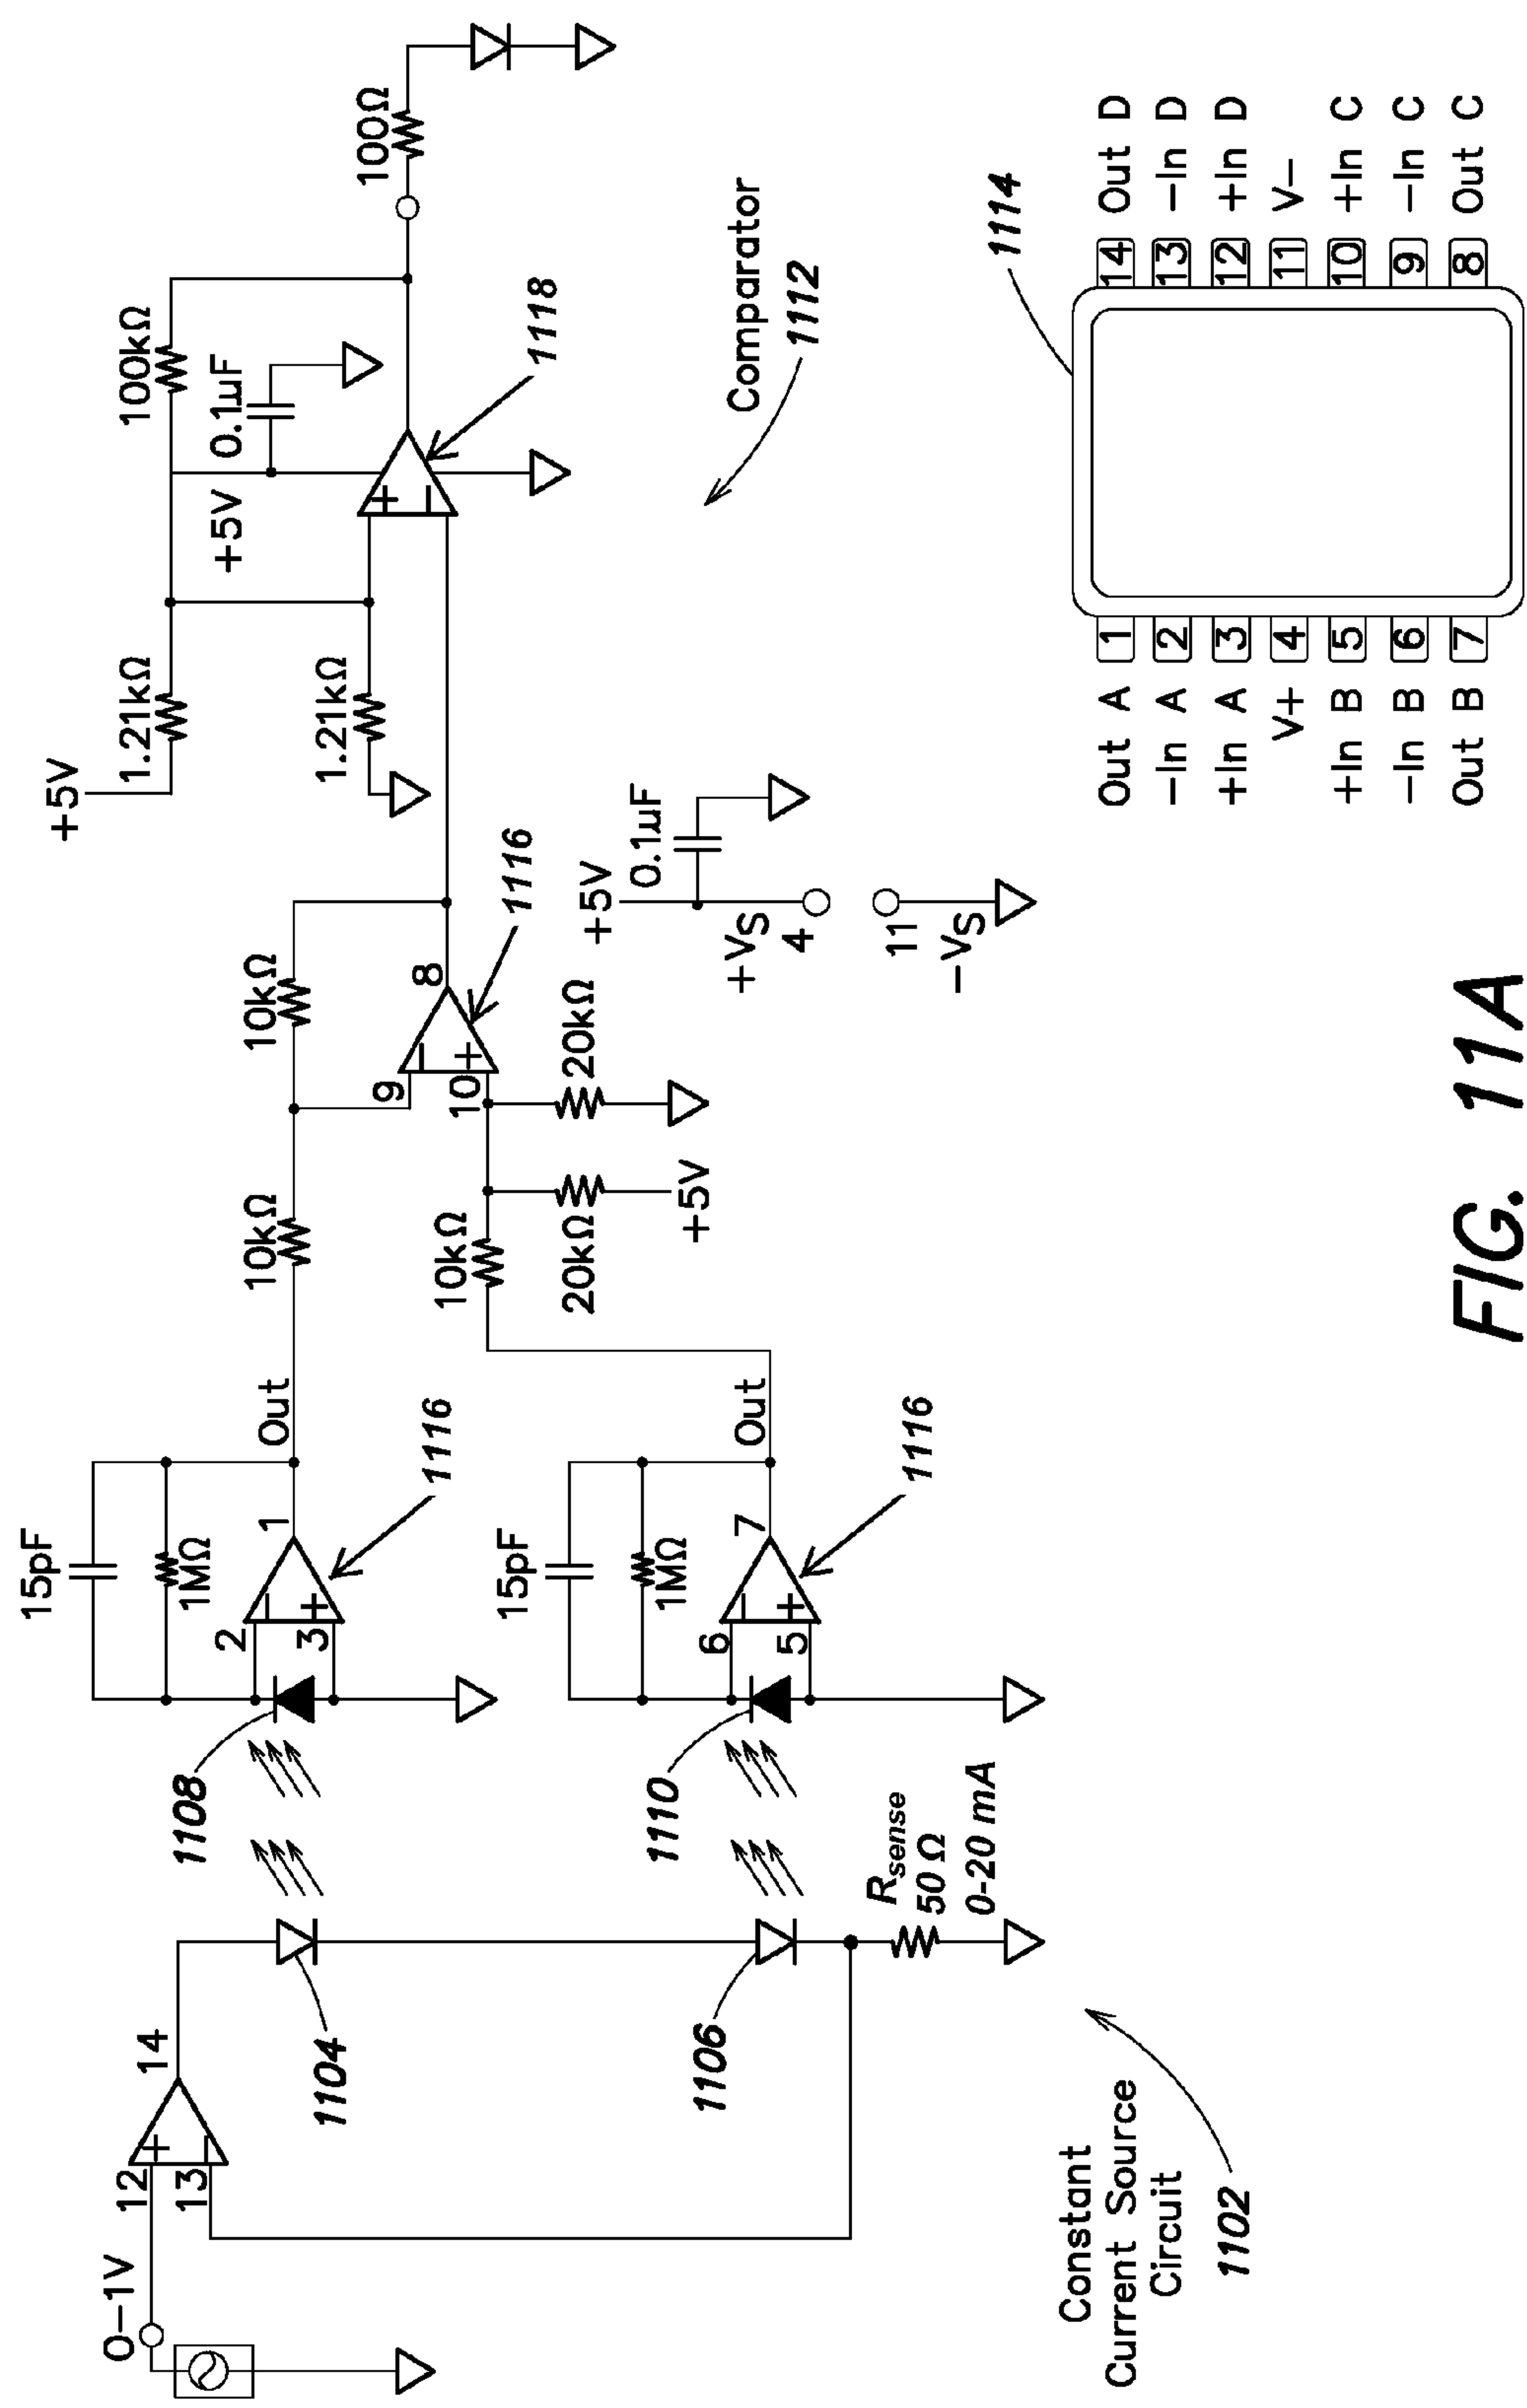 0–1V
12
13
14
1104
1106
Rsense
50 Ω
0-20 mA
Constant
Current Source
Circuit
1102
1108
15pF
1MΩ
2
3
1
1116
Out
1110
15pF
1MΩ
6
5
7
1116
Out
10kΩ
10kΩ
10kΩ
20kΩ
+5V
20kΩ
9
10
8
1116
+5V
0.1µF
+VS
4
11
−VS
+5V
1.21kΩ
1.21kΩ
+5V
100kΩ
0.1µF
1118
100Ω
Comparator
1112
1114
Out A 1 14 Out D
−In A 2 13 −In D
+In A 3 12 +In D
V+ 4 11 V−
+In B 5 10 +In C
−In B 6 9 −In C
Out B 7 8 Out C
FIG. 11A